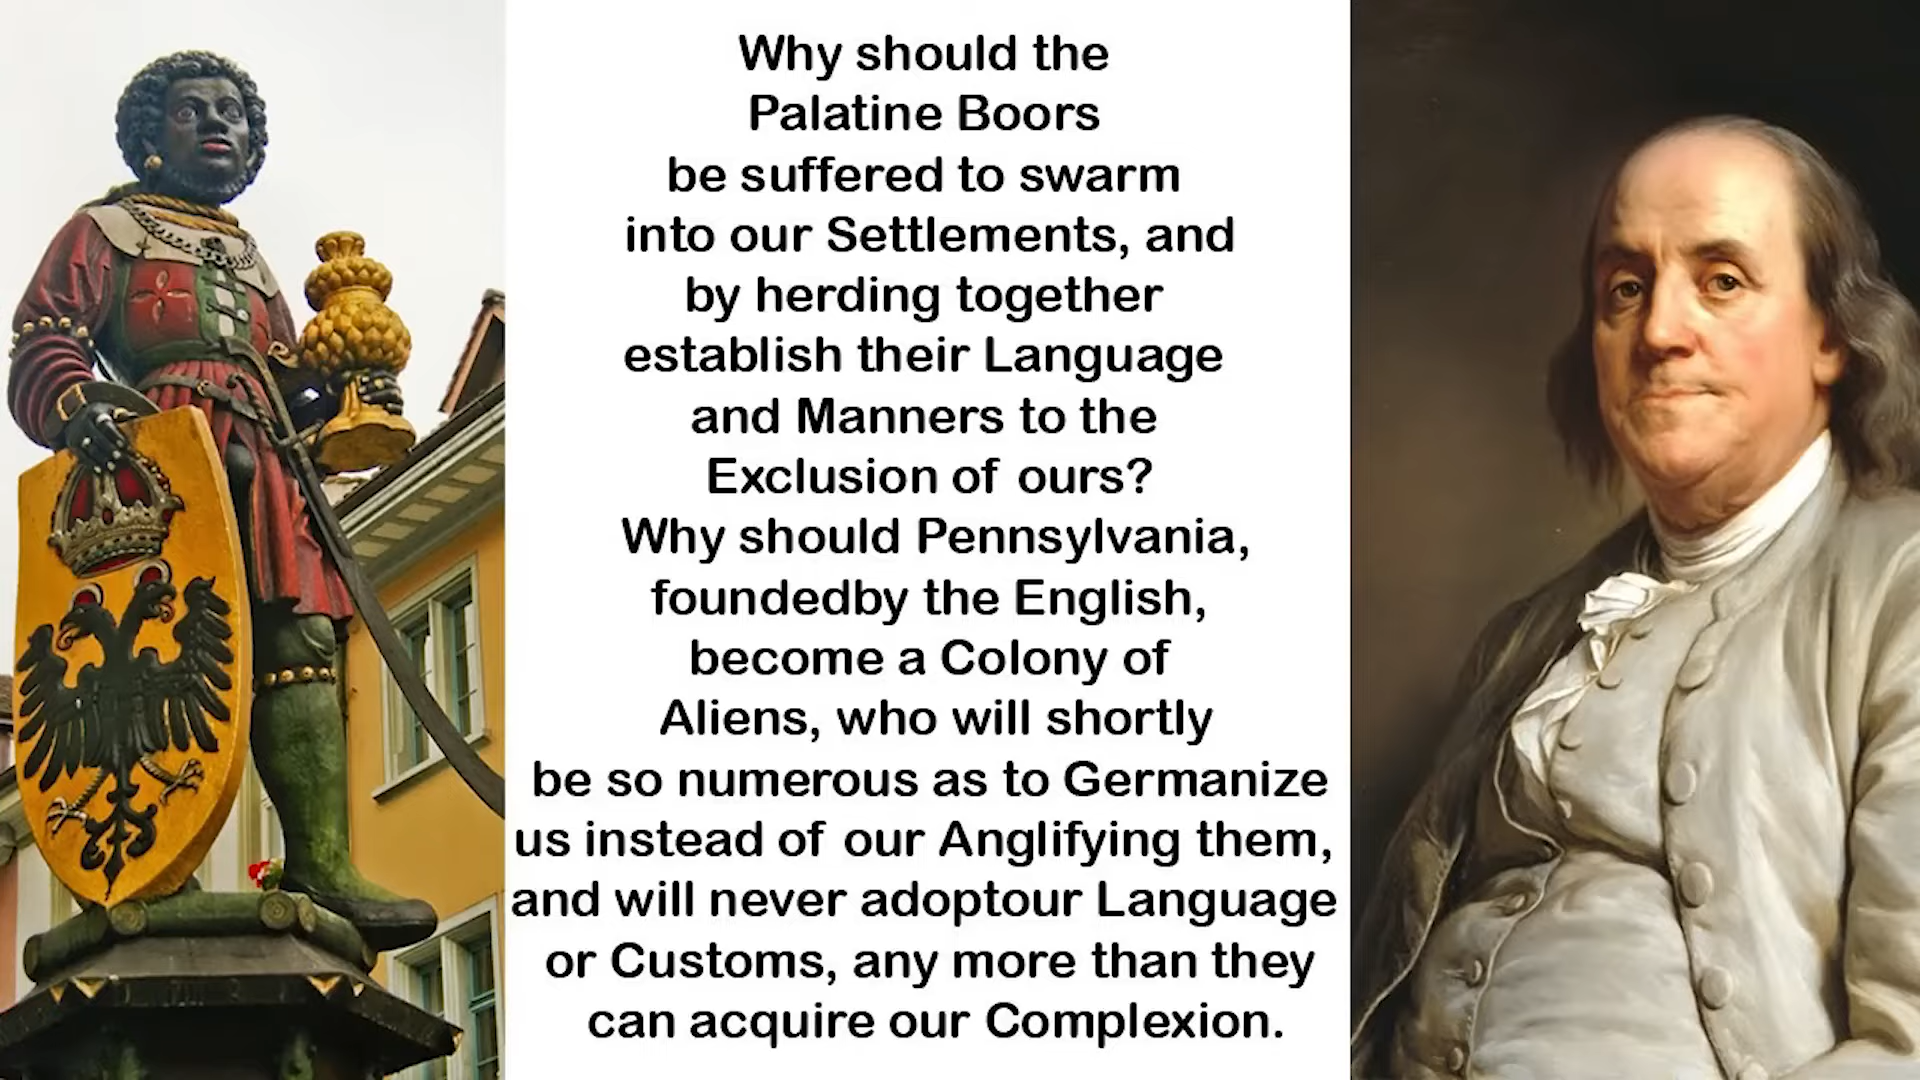 Why should the
Palatine Boors
be suffered to swarm
into our Settlements, and
by herding together
establish their Language
and Manners to the
Exclusion of ours?
Why should Pennsylvania,
foundedby the English,
become a Colony of
Aliens, who will shortly
be so numerous as to Germanize
us instead of our Anglifying them,
and will never adoptour Language
or Customs, any more than they
can acquire our Complexion.